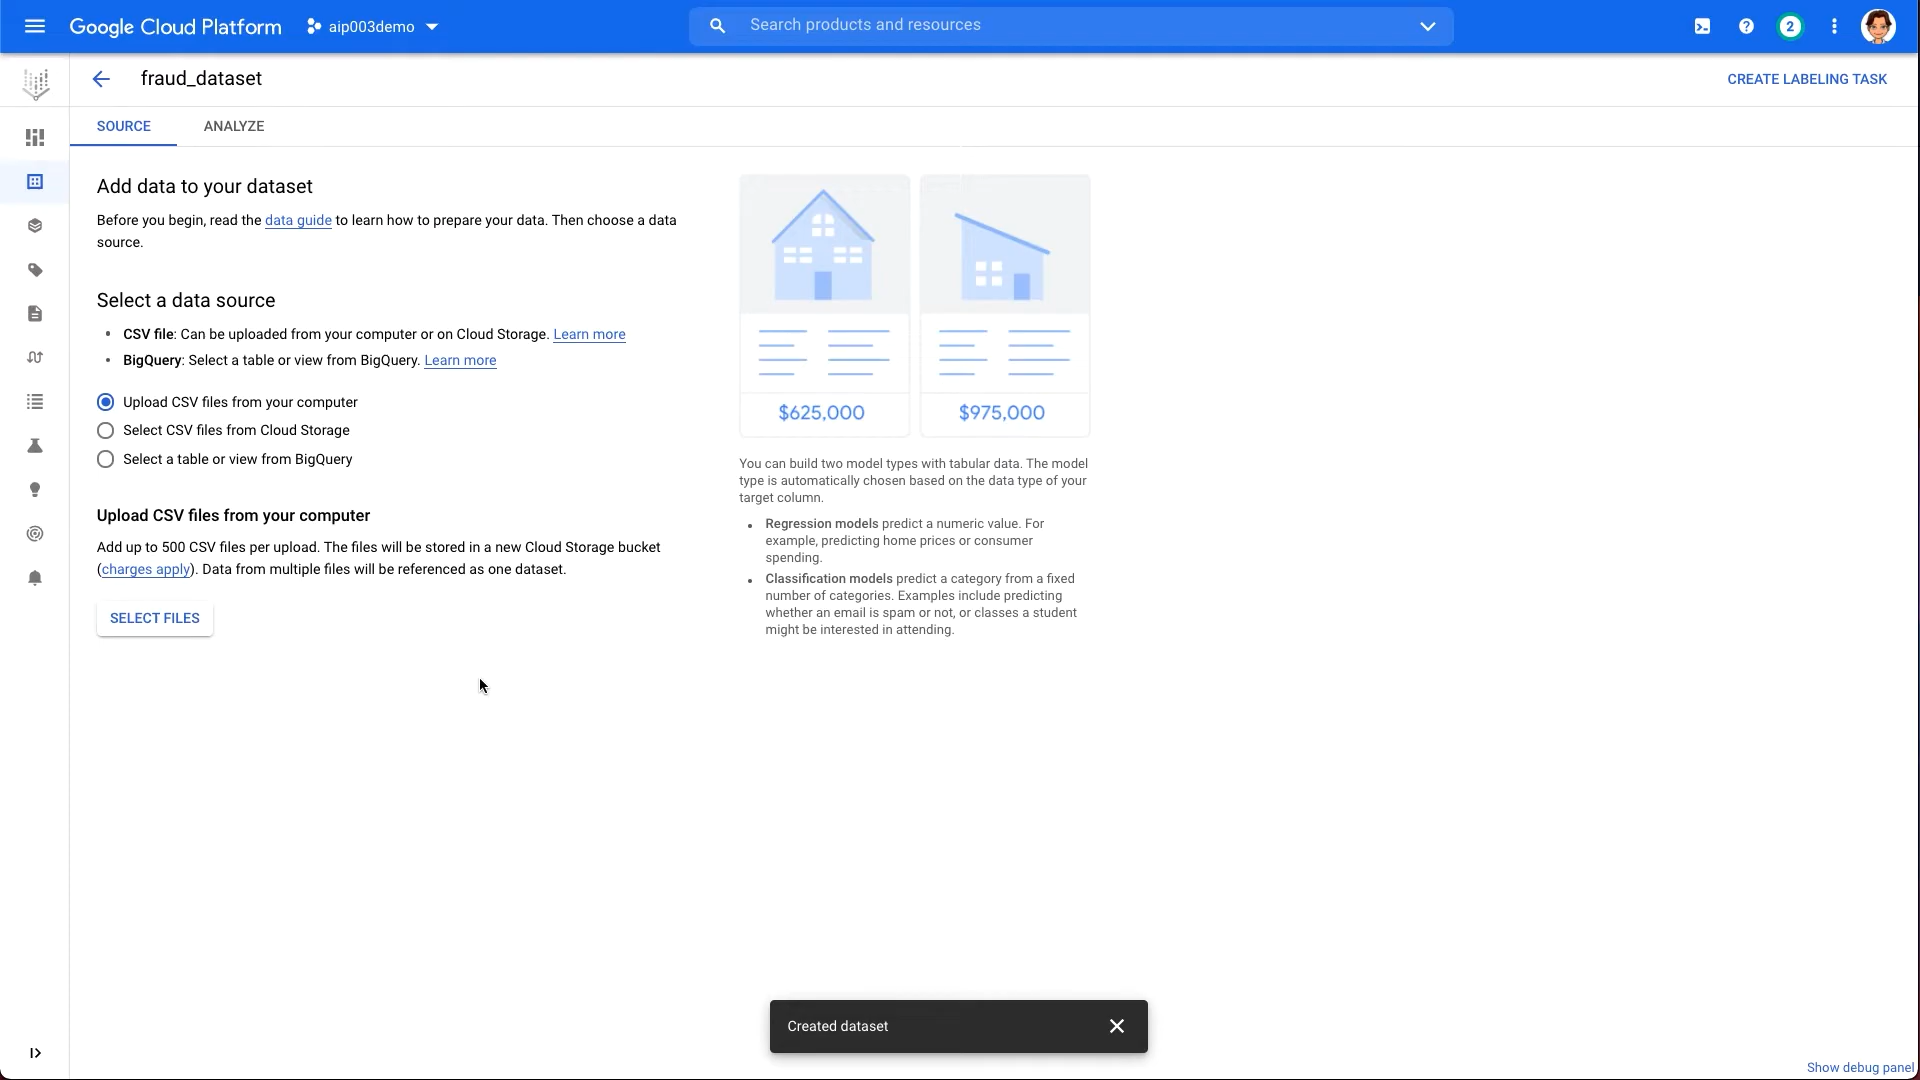 Google Cloud Platform
aip003demo
Search products and resources
2
fraud_dataset
CREATE LABELING TASK
SOURCE
ANALYZE
Add data to your dataset
Before you begin, read the data guide to learn how to prepare your data. Then choose a data
source.
Select a data source
• CSV file: Can be uploaded from your computer or on Cloud Storage. Learn more
• BigQuery: Select a table or view from BigQuery. Learn more
Upload CSV files from your computer
Select CSV files from Cloud Storage
Select a table or view from BigQuery
Upload CSV files from your computer
Add up to 500 CSV files per upload. The files will be stored in a new Cloud Storage bucket
(charges apply). Data from multiple files will be referenced as one dataset.
SELECT FILES
$625,000
$975,000
You can build two model types with tabular data. The model
type is automatically chosen based on the data type of your
target column.
• Regression models predict a numeric value. For
example, predicting home prices or consumer
spending.
• Classification models predict a category from a fixed
number of categories. Examples include predicting
whether an email is spam or not, or classes a student
might be interested in attending.
Created dataset
Show debug panel